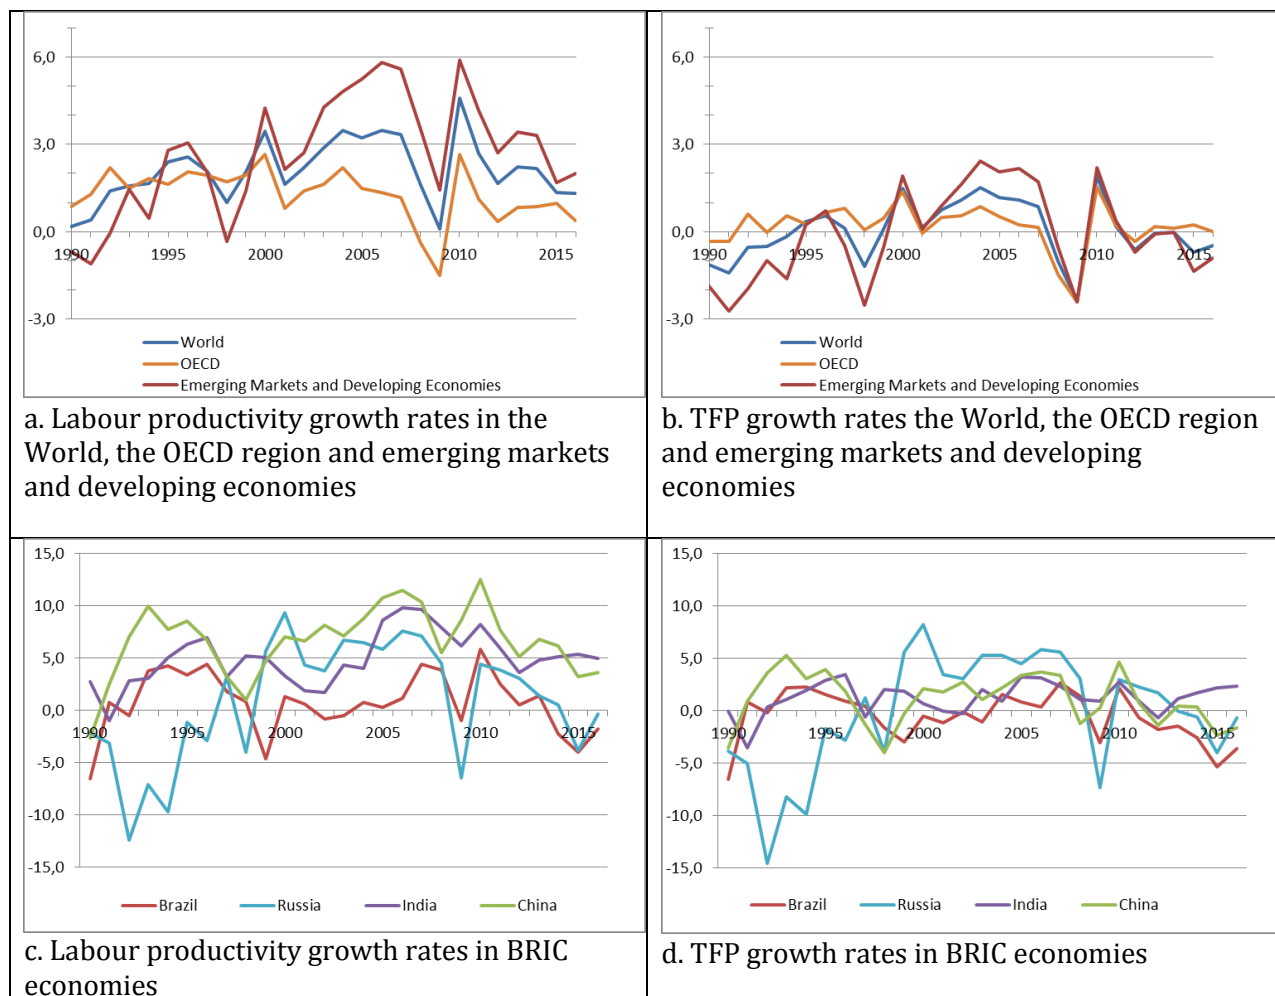 6,0
3,0
0,0
1990 1995 2000 2005 2010 2015
-3,0
World
OECD
Emerging Markets and Developing Economies
a. Labour productivity growth rates in the
World, the OECD region and emerging markets
and developing economies
6,0
3,0
0,0
1990 1995 2000 2005 2010 2015
-3,0
World
OECD
Emerging Markets and Developing Economies
b. TFP growth rates the World, the OECD region
and emerging markets and developing
economies
15,0
10,0
5,0
0,0
1990 1995 2000 2005 2010 2015
-5,0
-10,0
-15,0
Brazil Russia India China
c. Labour productivity growth rates in BRIC
economies
15,0
10,0
5,0
0,0
1990 1995 2000 2005 2010 2015
-5,0
-10,0
-15,0
Brazil Russia India China
d. TFP growth rates in BRIC economies